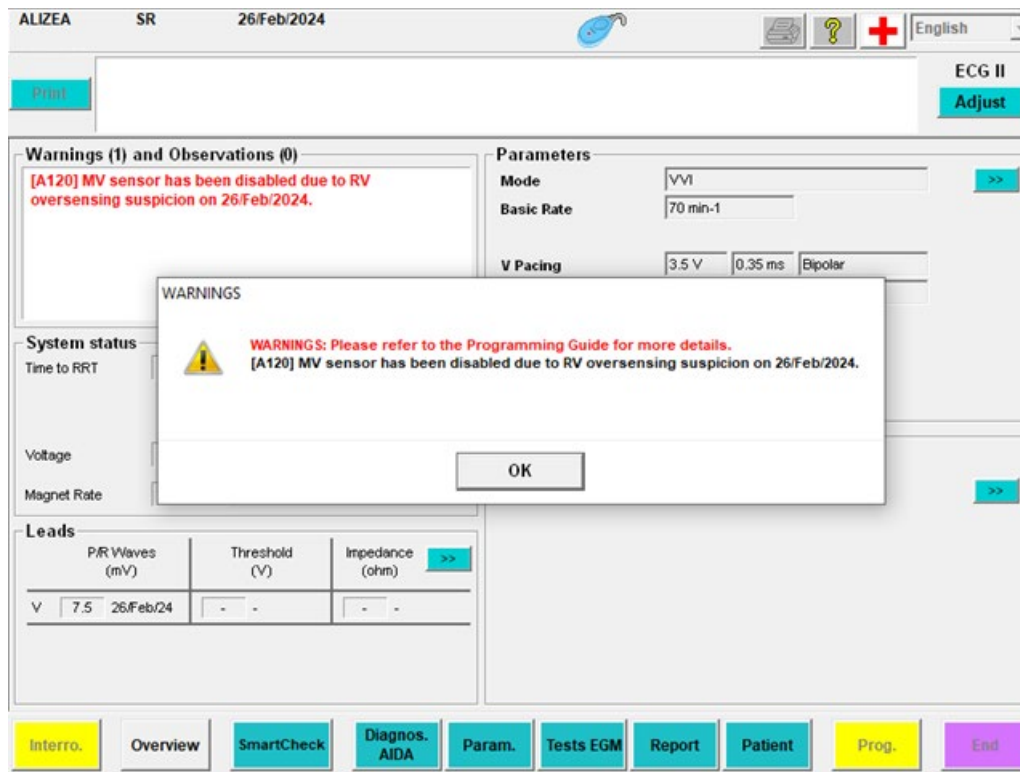 ALIZEA SR 26/Feb/2024
English
Print
ECG II
Adjust
Warnings (1) and Observations (0)
[A120] MV sensor has been disabled due to RV
oversensing suspicion on 26/Feb/2024.
Parameters
Mode VVI >>
Basic Rate 70 min-1
V Pacing 3.5 V 0.35 ms Bipolar
WARNINGS
WARNINGS: Please refer to the Programming Guide for more details.
[A120] MV sensor has been disabled due to RV oversensing suspicion on 26/Feb/2024.
OK
System status
Time to RRT
Voltage
Magnet Rate
>>
Leads
P/R Waves Threshold Impedance >>
(mV) (V) (ohm)
V 7.5 26/Feb/24 - - - -
Interro. Overview SmartCheck Diagnos. AIDA Param. Tests EGM Report Patient Prog. End